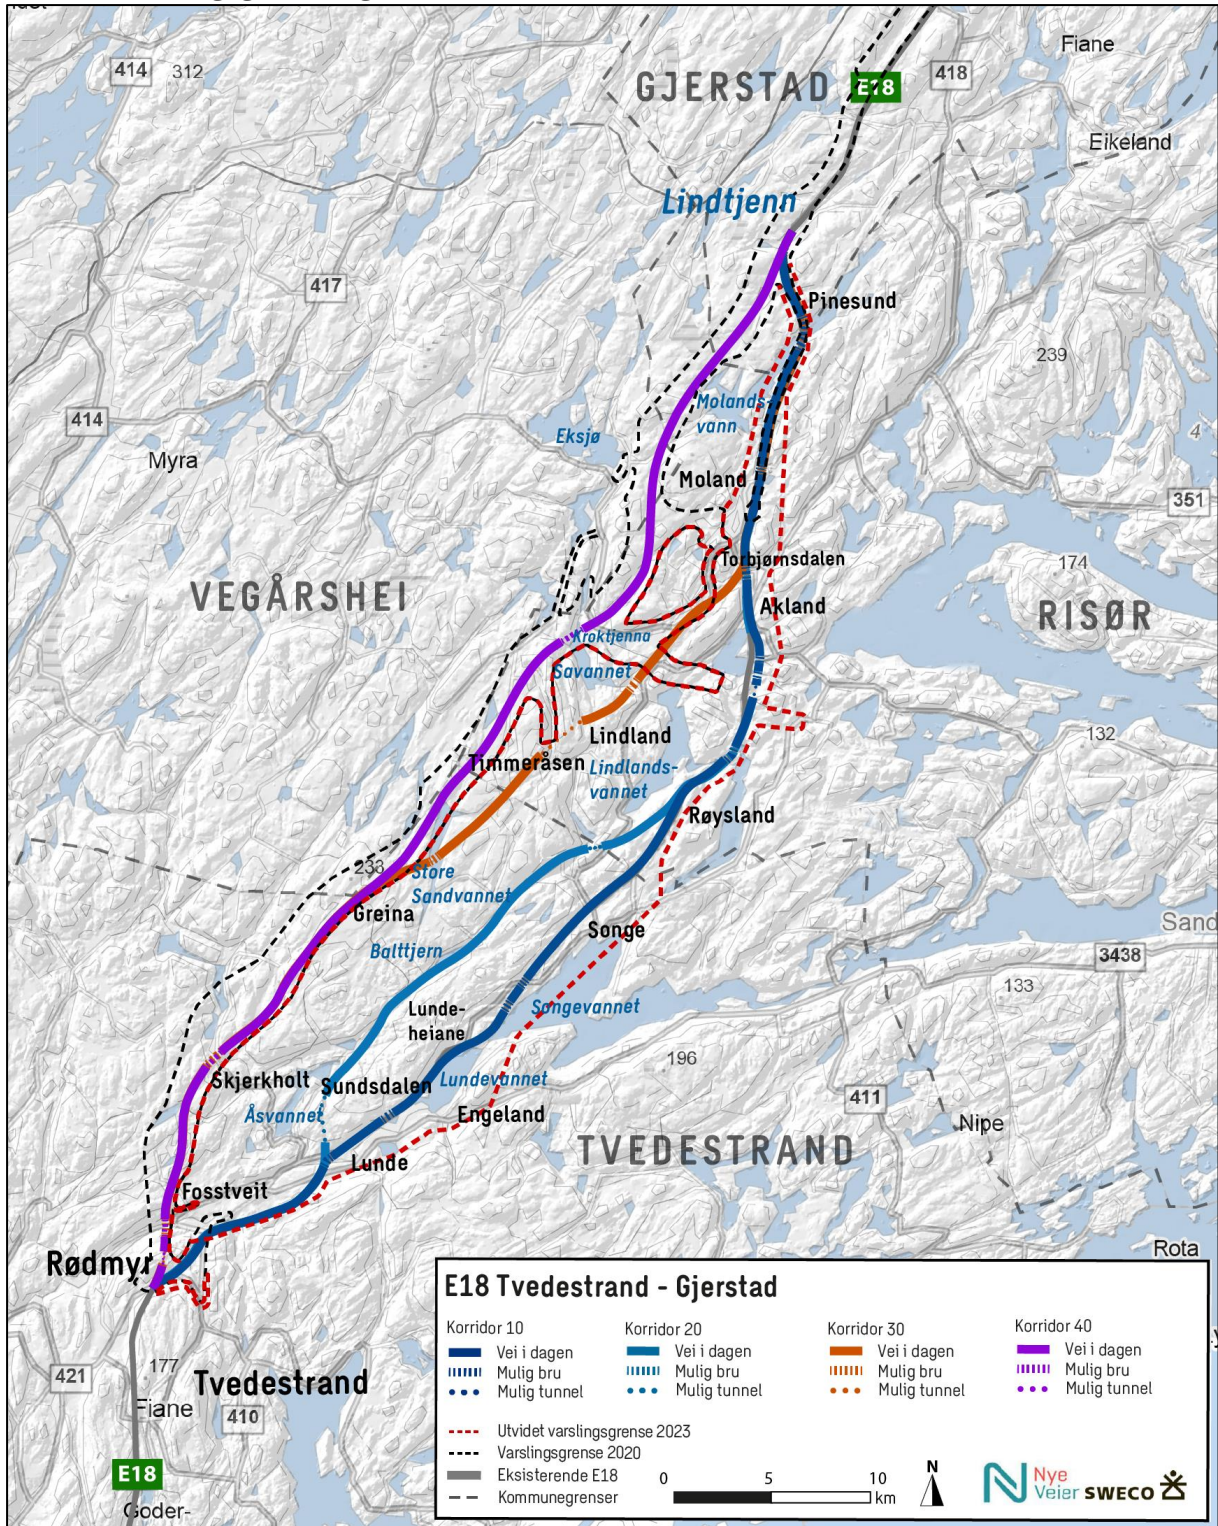 Fiane
414
312
GJERSTAD
E18
418
Eikeland
Lindtjenn
417
Pinesund
239
Molands-
vann
414
Eksjø
4
Myra
Moland
351
Torbjørnsdalen
174
VEGÅRSHEI
Akland
RISØR
Kroktjenna
Savannet
Lindland
132
Timmeråsen
Lindlands-
vannet
Røysland
233
Store
Sandvannet
Greina
Sand
Songe
Balttjern
3438
133
Lunde-
heiane
Songevannet
196
Skjerkholt
Sundsdalen
Lundevannet
Åsvannet
Engeland
411
Nipe
TVEDESTRAND
Lunde
Fosstveit
Rota
Rødmyr
E18 Tvedestrand - Gjerstad
Korridor 10
Vei i dagen
Mulig bru
Mulig tunnel
Korridor 20
Vei i dagen
Mulig bru
Mulig tunnel
Korridor 30
Vei i dagen
Mulig bru
Mulig tunnel
Korridor 40
Vei i dagen
Mulig bru
Mulig tunnel
Utvidet varslingsgrense 2023
Varslingsgrense 2020
Eksisterende E18
Kommunegrenser
0 5 10
km
N
Nye
Veier
SWECO
421
177
Tvedestrand
Fiane
410
E18
Goder-